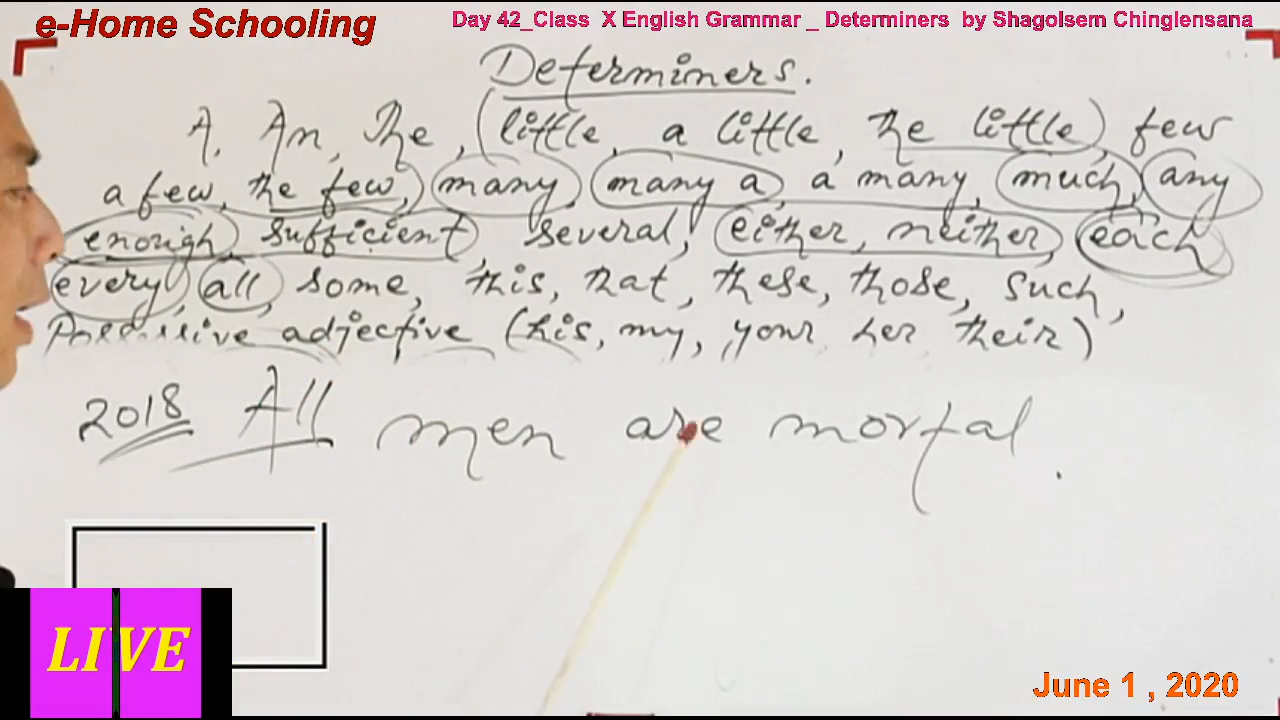 e-Home Schooling
Day 42_Class X English Grammar _ Determiners by Shagolsem Chinglensana
Determiners.
A, An, The, (little, a little, the little) few
a few, the few,) many, many a, a many, much, any
enough, sufficient, several, either, neither, each
every, all, some, this, that, these, those, such,
Possessive adjective (his, my, your her their)
2018 All men are mortal.
LIVE
June 1 , 2020